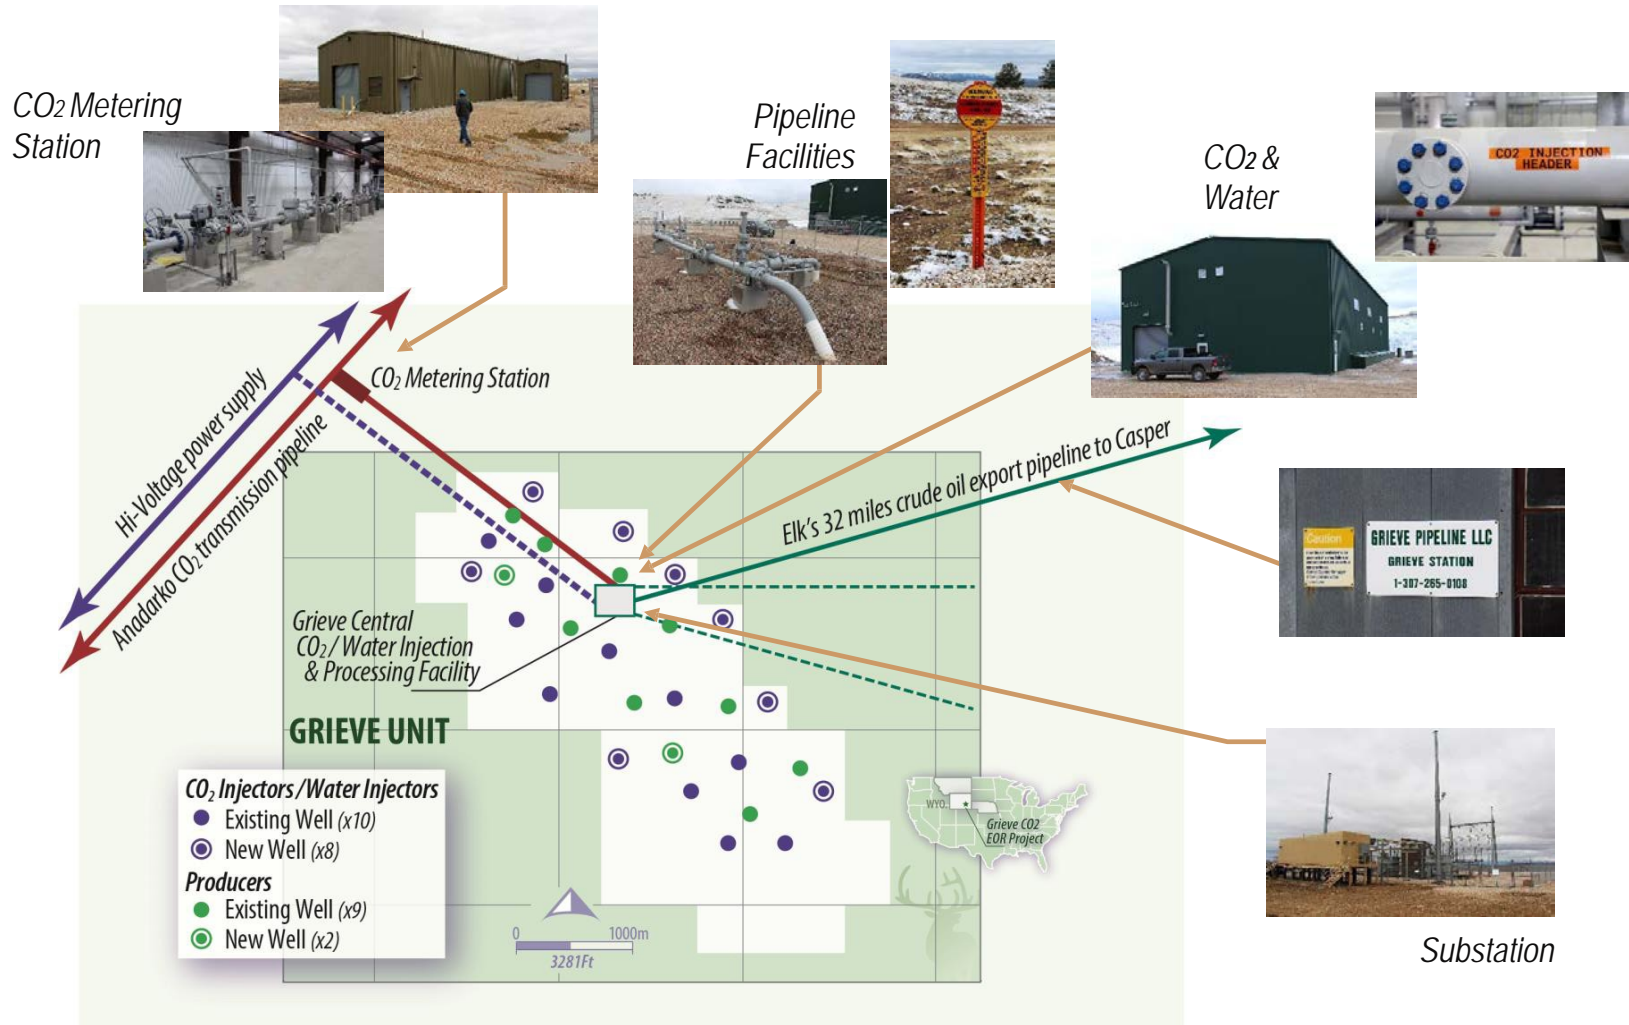 CO2 Metering
Station
Pipeline
Facilities
WARNING
CO2 &
Water
CO2 INJECTION
HEADER
CO2 Metering Station
Hi-Voltage power supply
Anadarko CO2 transmission pipeline
Elk's 32 miles crude oil export pipeline to Casper
Caution
GRIEVE PIPELINE LLC
GRIEVE STATION
1-307-265-0108
Grieve Central
CO2 / Water Injection
& Processing Facility
GRIEVE UNIT
CO2 Injectors/Water Injectors
Existing Well (x10)
New Well (x8)
Producers
Existing Well (x9)
New Well (x2)
0 1000m
3281Ft
WYO.
Grieve CO2
EOR Project
Substation